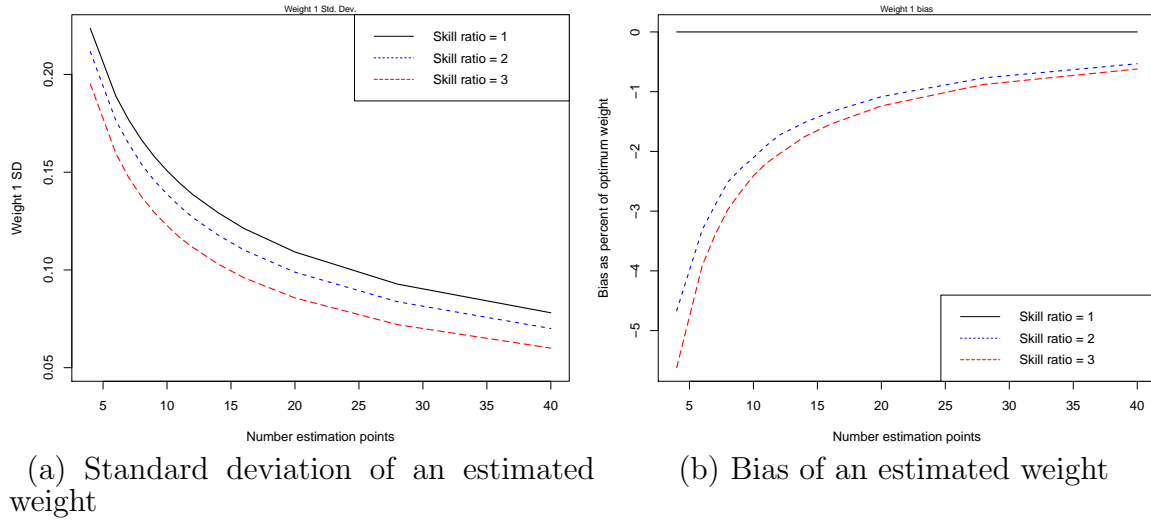 Weight 1 Std. Dev.
Skill ratio = 1
Skill ratio = 2
Skill ratio = 3
Weight 1 SD
0.20
0.15
0.10
0.05
5 10 15 20 25 30 35 40
Number estimation points
(a) Standard deviation of an estimated
weight
Weight 1 bias
Bias as percent of optimum weight
0
−1
−2
−3
−4
−5
Skill ratio = 1
Skill ratio = 2
Skill ratio = 3
5 10 15 20 25 30 35 40
Number estimation points
(b) Bias of an estimated weight